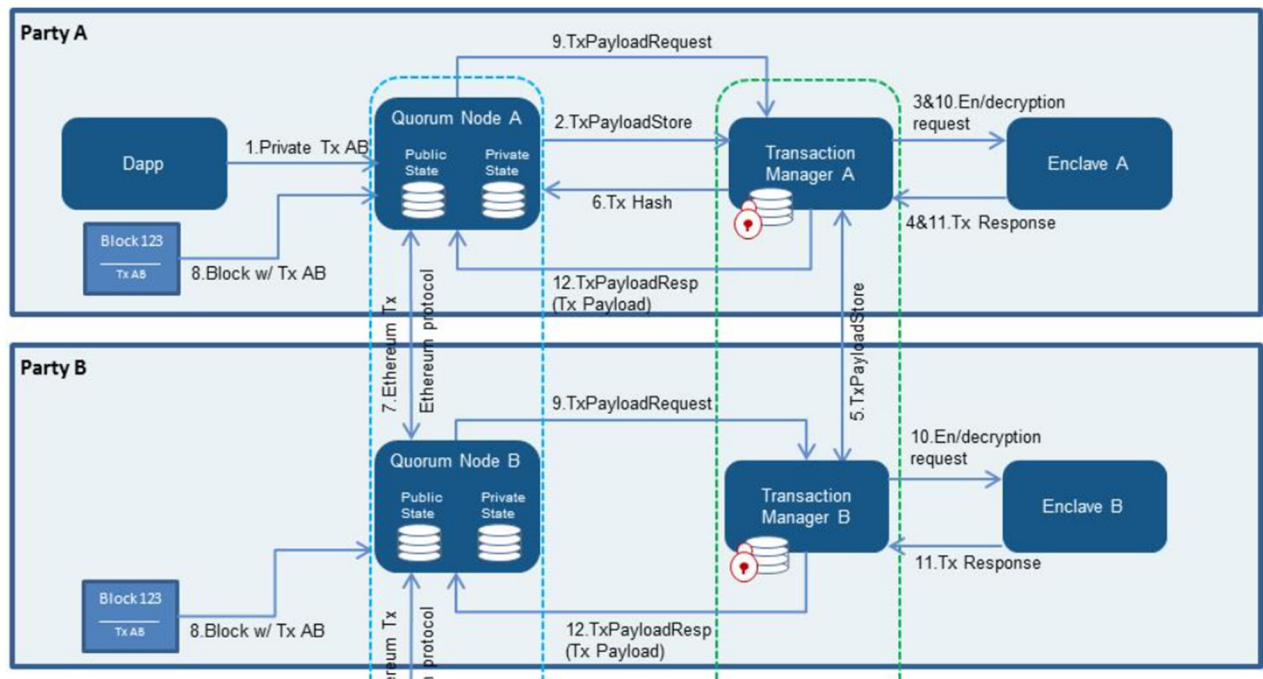 Party A
9.TxPayloadRequest
Quorum Node A
Public
State
Private
State
Dapp
1.Private Tx AB
2.TxPayloadStore
6.Tx Hash
Transaction
Manager A
3&10.En/decryption
request
Enclave A
4&11.Tx Response
Block123
Tx AB
8.Block w/ Tx AB
12.TxPayloadResp
(Tx Payload)
7.Ethereum Tx
Ethereum protocol
5.TxPayloadStore
Party B
9.TxPayloadRequest
Quorum Node B
Public
State
Private
State
Transaction
Manager B
10.En/decryption
request
Enclave B
11.Tx Response
Block123
Tx AB
8.Block w/ Tx AB
12.TxPayloadResp
(Tx Payload)
Tx
protocol